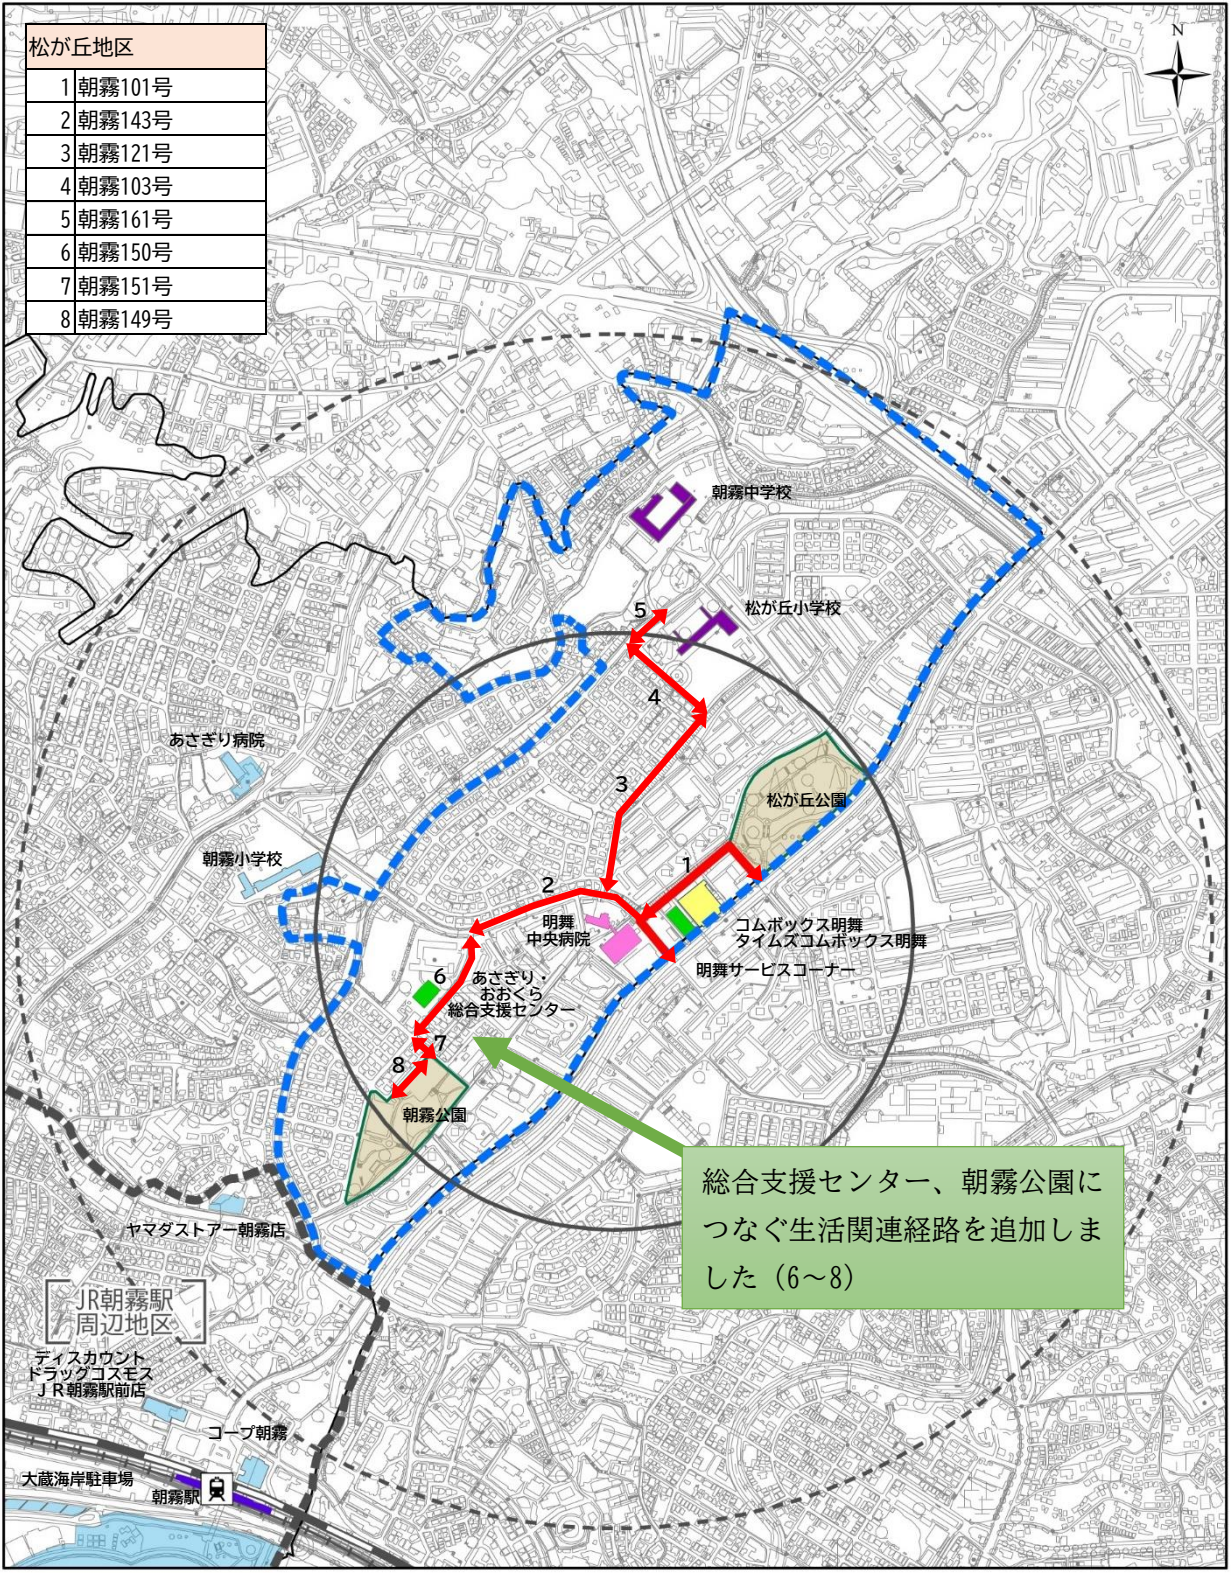 松が丘地区
1 朝霧101号
2 朝霧143号
3 朝霧121号
4 朝霧103号
5 朝霧161号
6 朝霧150号
7 朝霧151号
8 朝霧149号
N
朝霧中学校
松が丘小学校
5
4
あさぎり病院
3
松が丘公園
朝霧小学校
1
2
明舞
中央病院
コムボックス明舞
タイムズコムボックス明舞
明舞サービスコーナー
6
あさぎり・
おおくら
総合支援センター
7
8
朝霧公園
総合支援センター、朝霧公園に
つなぐ生活関連経路を追加しま
した（6～8）
ヤマダストアー朝霧店
JR朝霧駅
周辺地区
ディスカウント
ドラッグコスモス
ＪＲ朝霧駅前店
コープ朝霧
大蔵海岸駐車場
朝霧駅